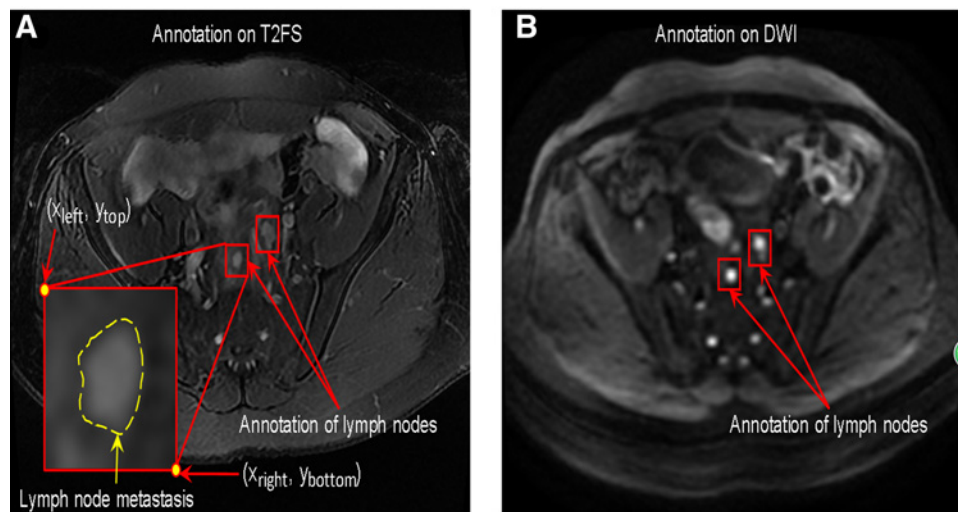 A
Annotation on T2FS
(xleft, ytop)
Annotation of lymph nodes
(xright, ybottom)
Lymph node metastasis
B
Annotation on DWI
Annotation of lymph nodes